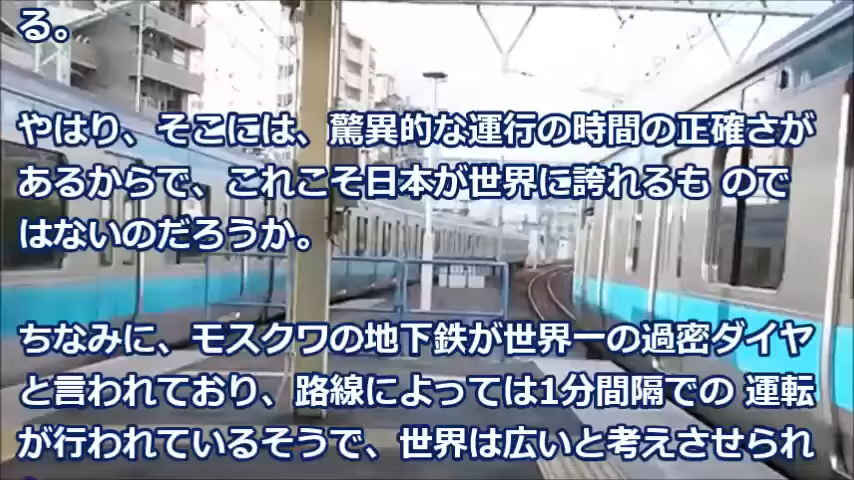 る。
やはり、そこには、驚異的な運行の時間の正確さが
あるからで、これこそ日本が世界に誇れるも ので
はないのだろうか。
ちなみに、モスクワの地下鉄が世界一の過密ダイヤ
と言われており、路線によっては1分間隔での 運転
が行われているそうで、世界は広いと考えさせられ